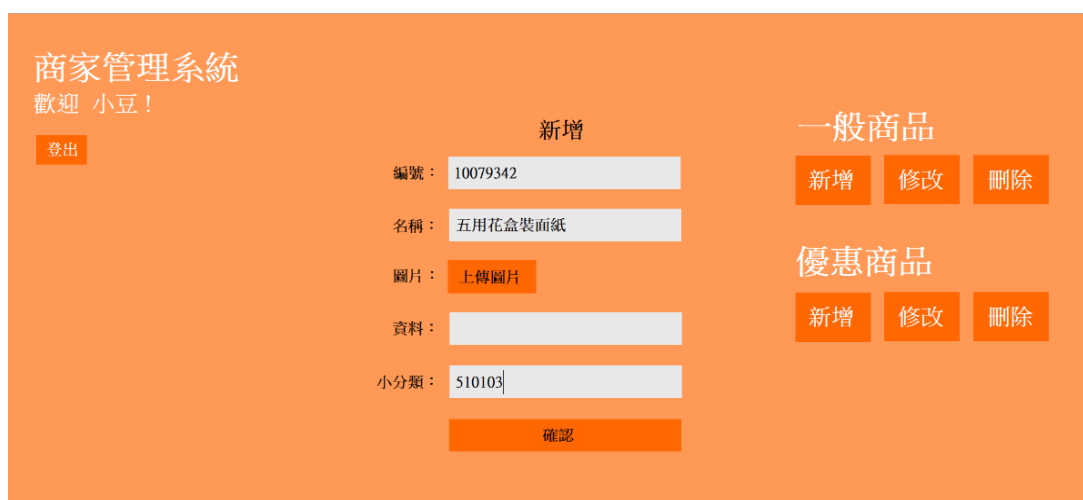 商家管理系統
歡迎 小豆！
登出
新增
編號： 10079342
名稱： 五用花盒裝面紙
圖片： 上傳圖片
資料：
小分類： 510103
確認
一般商品
新增 修改 刪除
優惠商品
新增 修改 刪除